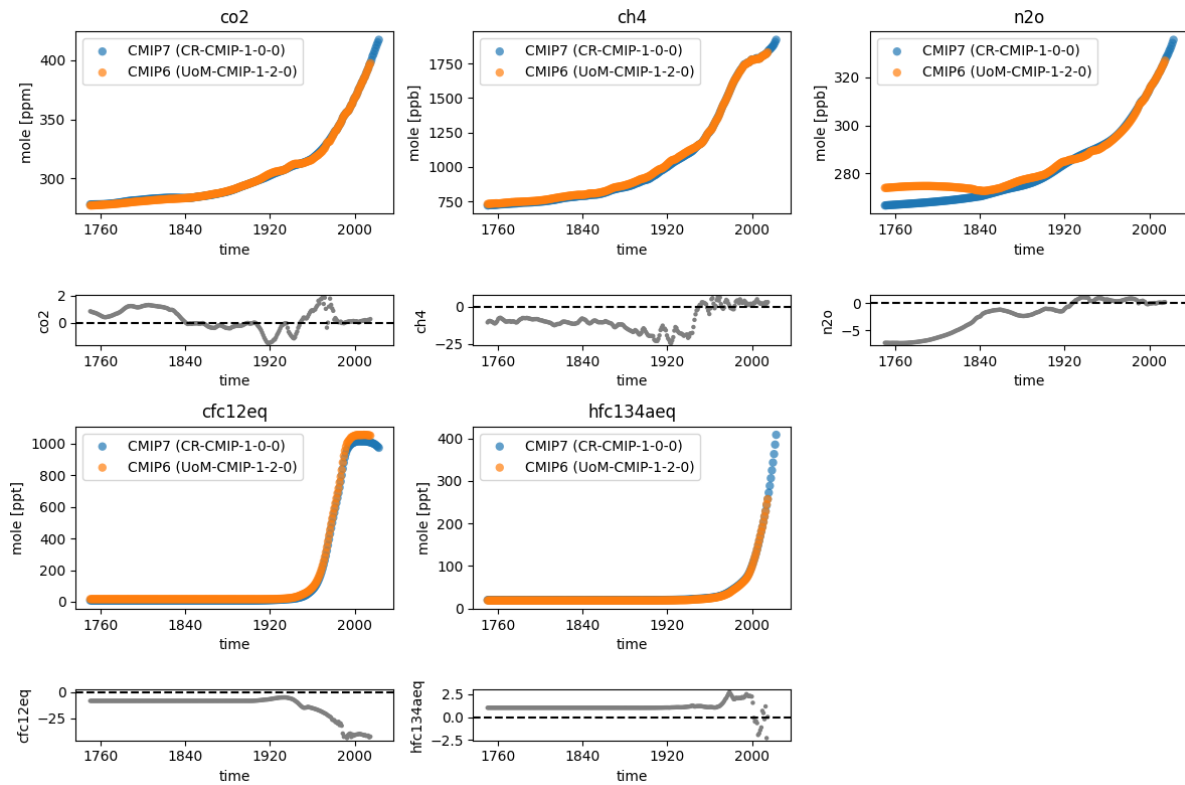 co2
mole [ppm]
400
300
CMIP7 (CR-CMIP-1-0-0)
CMIP6 (UoM-CMIP-1-2-0)
1760 1840 1920 2000
time
ch4
mole [ppb]
1750
1500
1250
1000
750
CMIP7 (CR-CMIP-1-0-0)
CMIP6 (UoM-CMIP-1-2-0)
1760 1840 1920 2000
time
n2o
mole [ppb]
320
300
280
260
CMIP7 (CR-CMIP-1-0-0)
CMIP6 (UoM-CMIP-1-2-0)
1760 1840 1920 2000
time
co2
2
0
1760 1840 1920 2000
time
ch4
0
−25
1760 1840 1920 2000
time
n2o
0
−5
1760 1840 1920 2000
time
cfc12eq
mole [ppt]
1000
800
600
400
200
0
CMIP7 (CR-CMIP-1-0-0)
CMIP6 (UoM-CMIP-1-2-0)
1760 1840 1920 2000
time
hfc134aeq
mole [ppt]
400
300
200
100
0
CMIP7 (CR-CMIP-1-0-0)
CMIP6 (UoM-CMIP-1-2-0)
1760 1840 1920 2000
time
cfc12eq
0
−25
1760 1840 1920 2000
time
hfc134aeq
2.5
0.0
−2.5
1760 1840 1920 2000
time